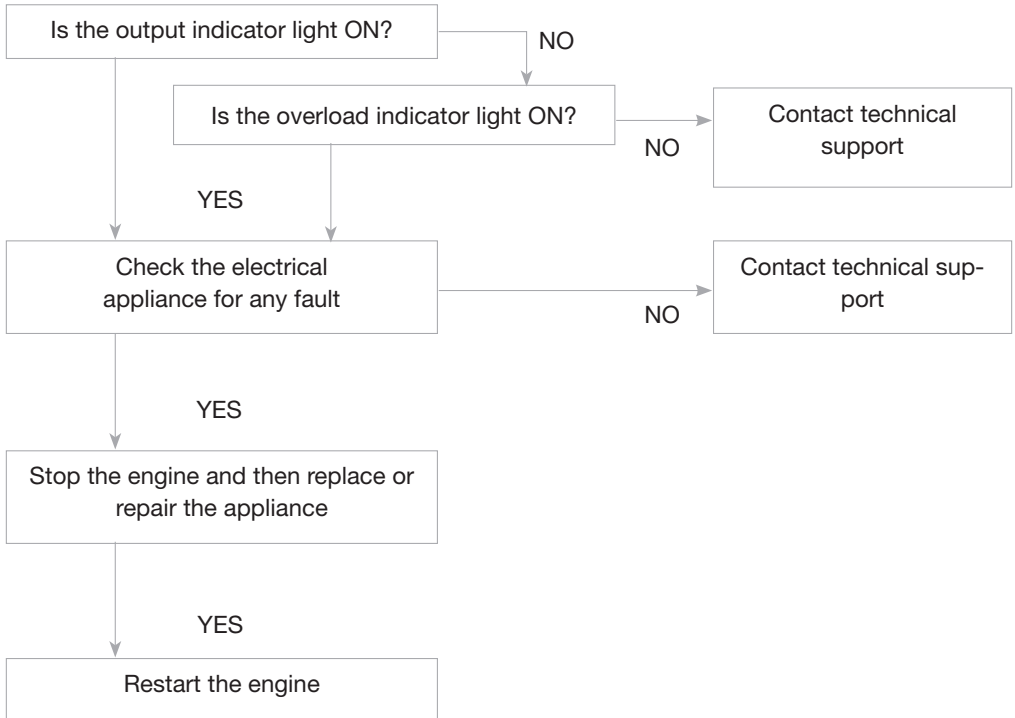 Is the output indicator light ON?
NO
Is the overload indicator light ON?
NO
Contact technical
support
YES
Check the electrical
appliance for any fault
NO
Contact technical sup-
port
YES
Stop the engine and then replace or
repair the appliance
YES
Restart the engine